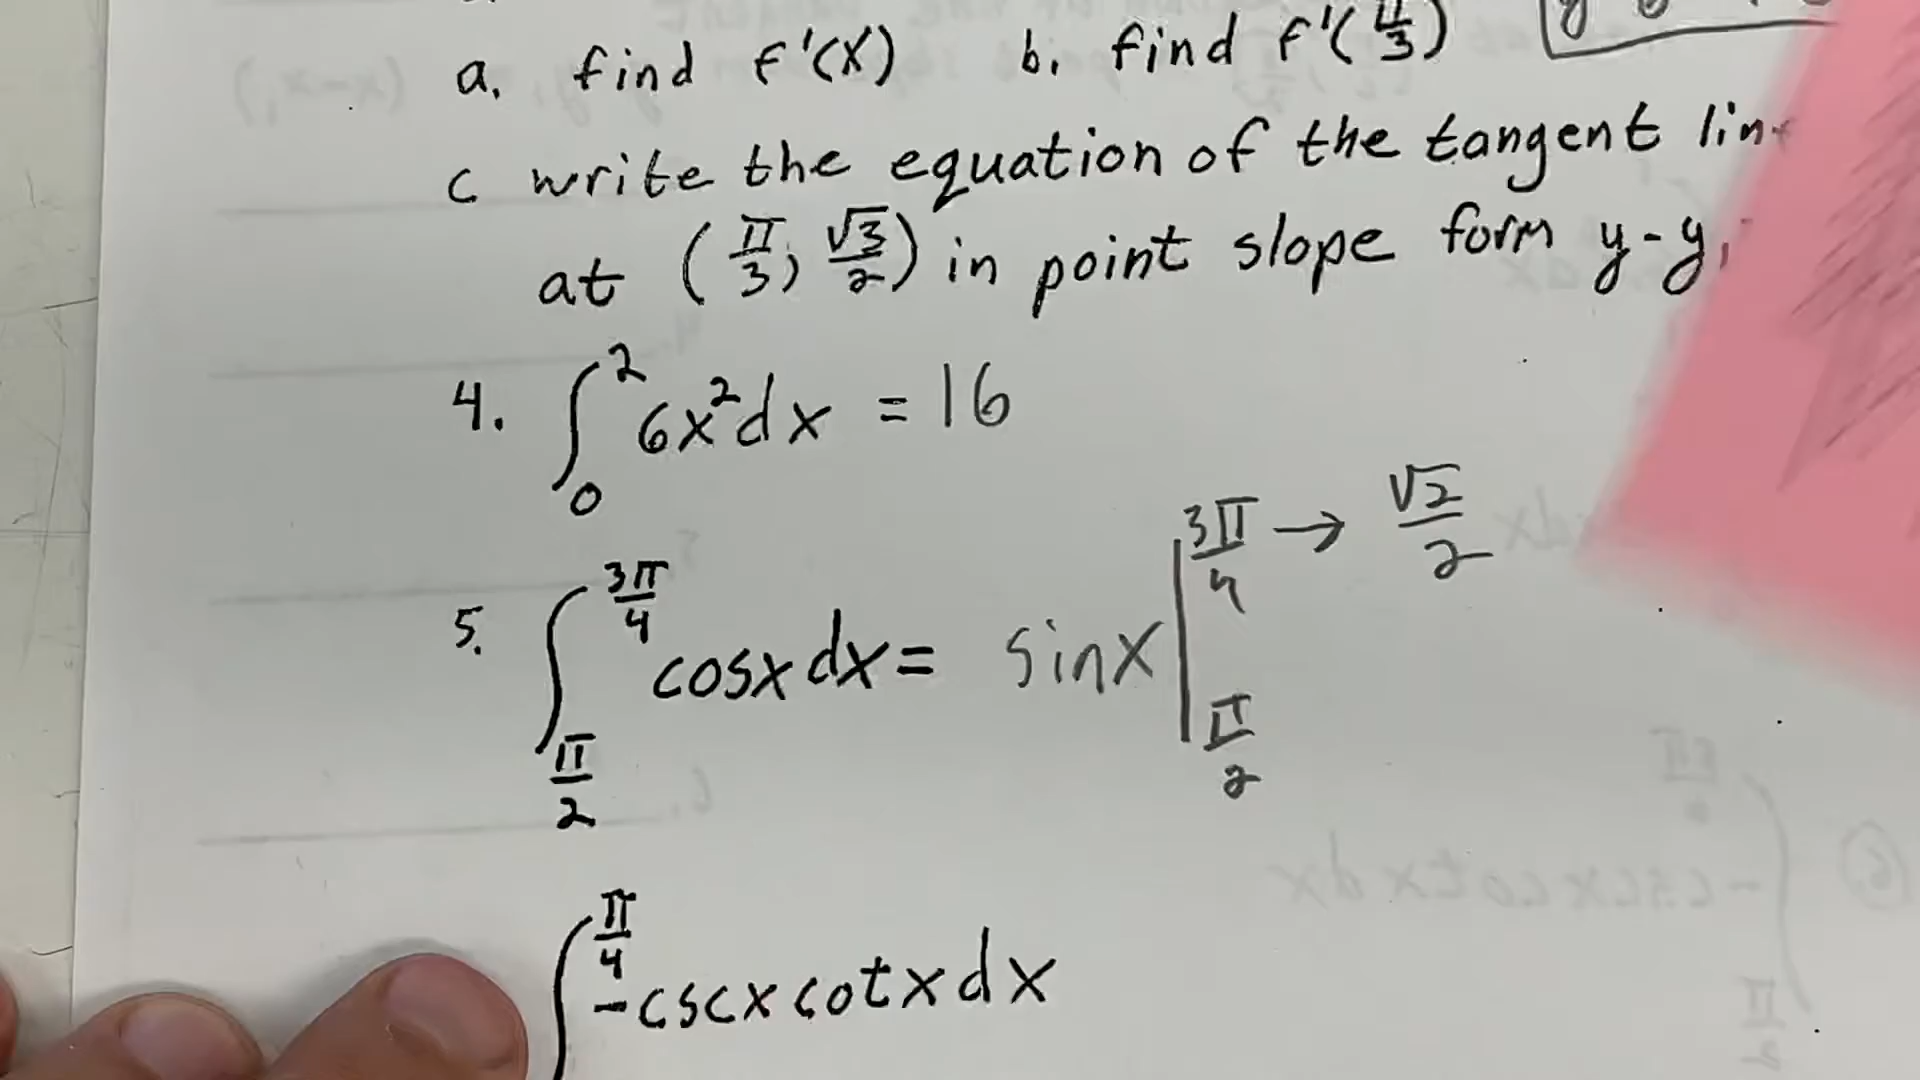 a. find f'(x) b. find f'(π/3)
c write the equation of the tangent
at (π/3, √3/2) in point slope form y-y₁
4. ∫₀² 6x²dx = 16
5. ∫_{π/2}^{3π/4} cosx dx = sinx |_{π/2}^{3π/4} → √2/2
∫^{π/4} -cscx cotx dx